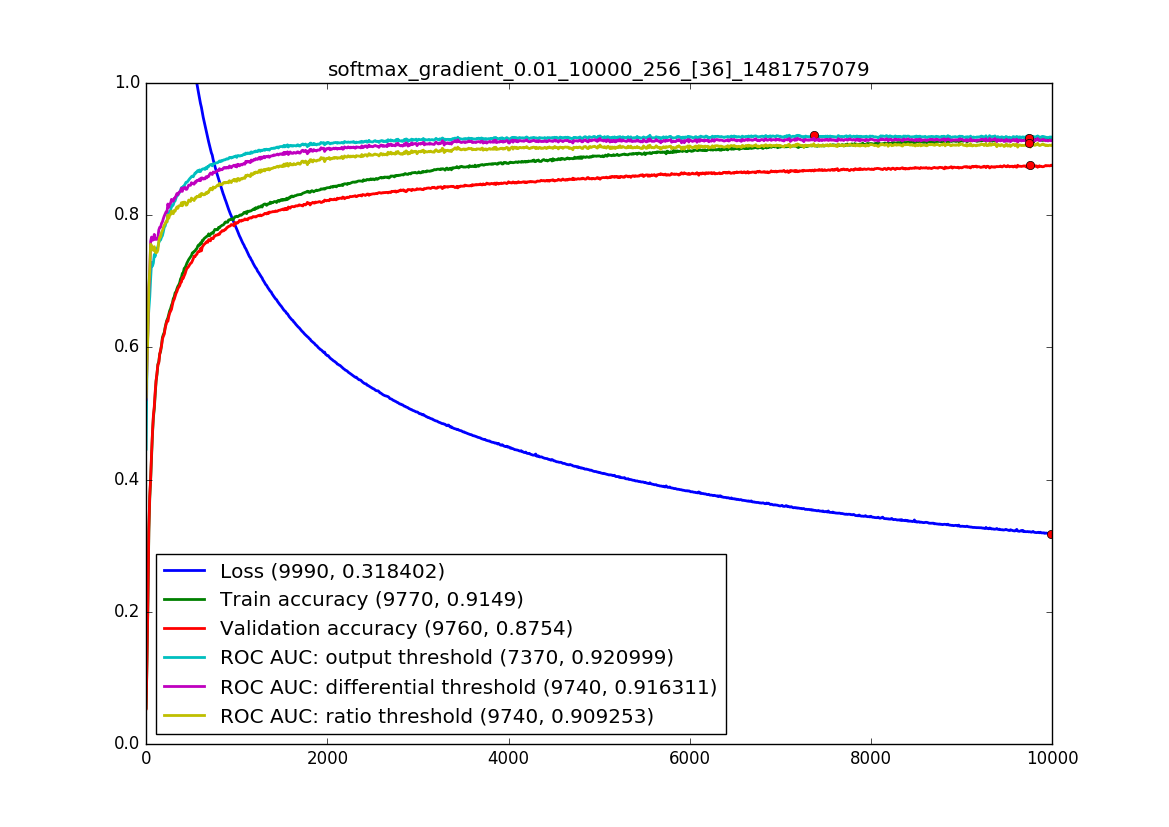 softmax_gradient_0.01_10000_256_[36]_1481757079
1.0
0.8
0.6
0.4
0.2
0.0
Loss (9990, 0.318402)
Train accuracy (9770, 0.9149)
Validation accuracy (9760, 0.8754)
ROC AUC: output threshold (7370, 0.920999)
ROC AUC: differential threshold (9740, 0.916311)
ROC AUC: ratio threshold (9740, 0.909253)
0 2000 4000 6000 8000 10000